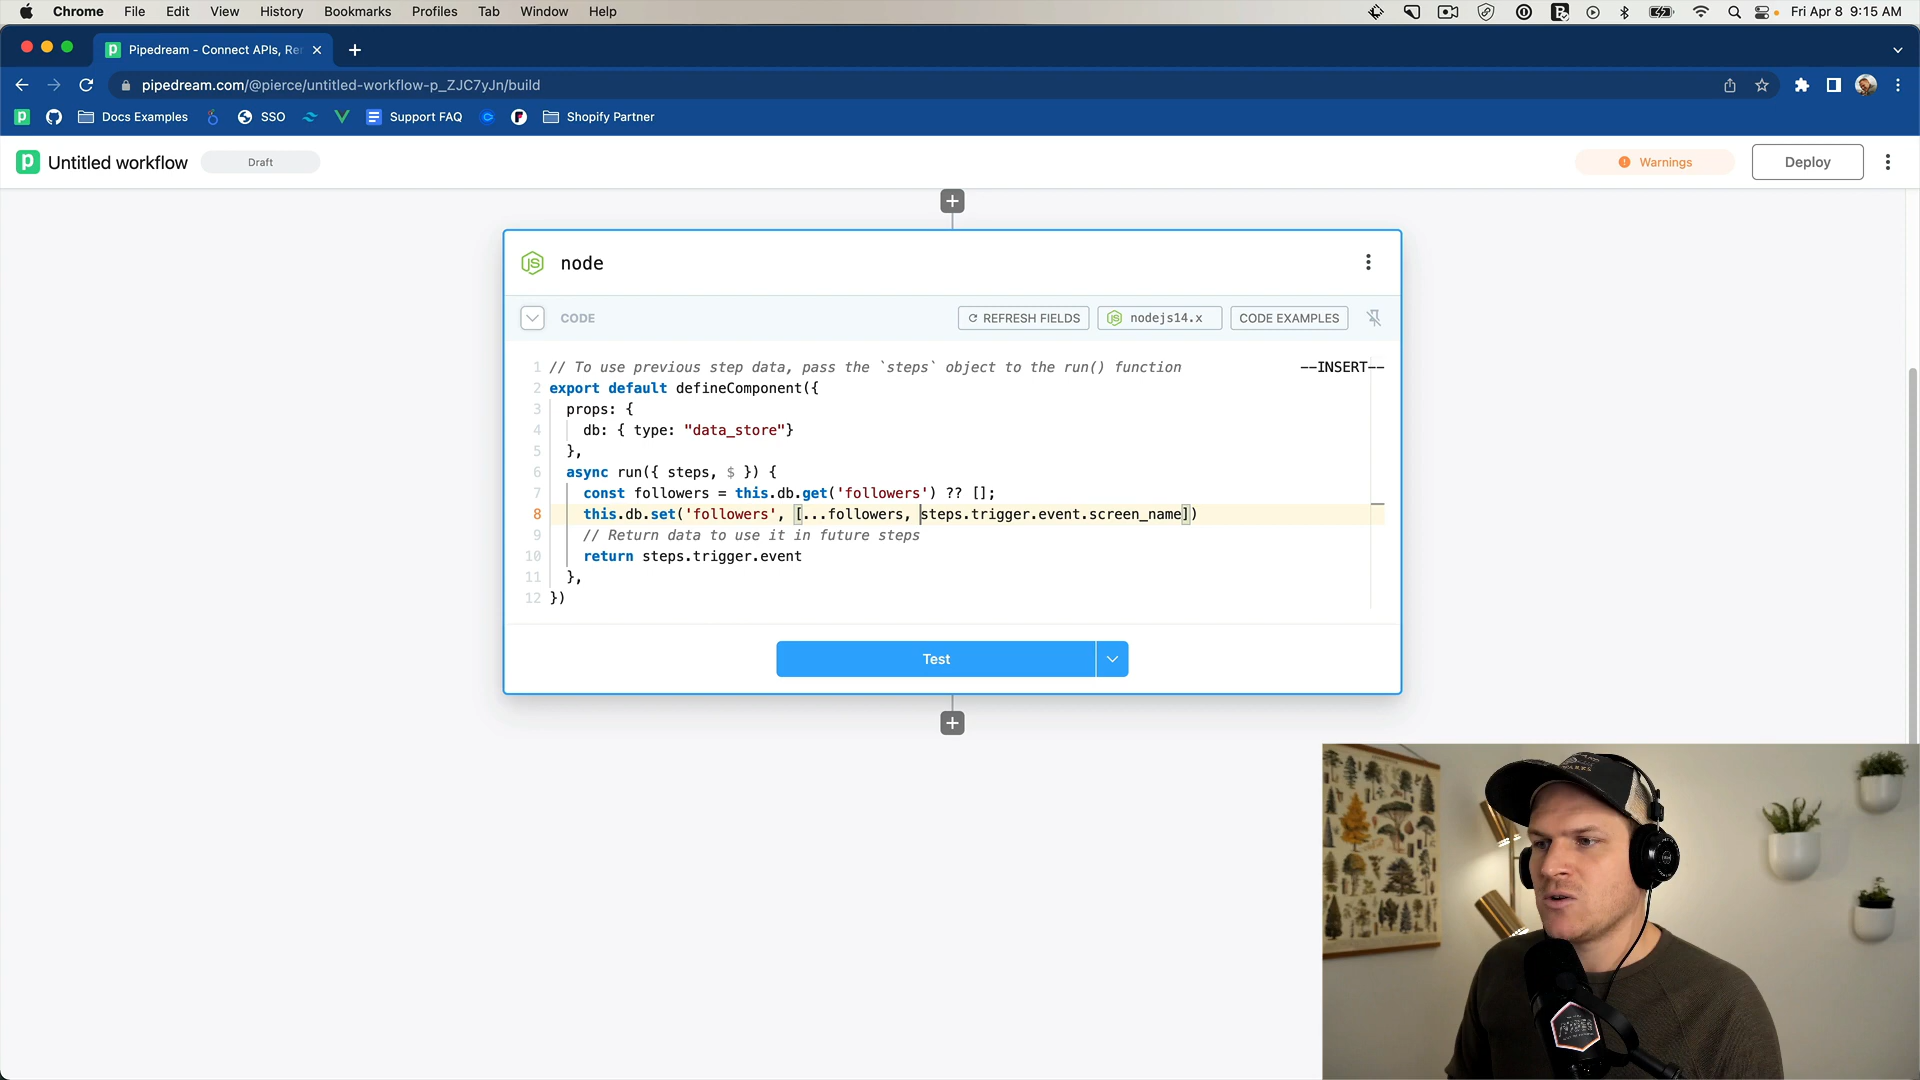 Chrome File Edit View History Bookmarks Profiles Tab Window Help Fri Apr 8 9:15 AM
Pipedream - Connect APIs, Re
pipedream.com/@pierce/untitled-workflow-p_ZJC7yJn/build
Docs Examples SSO Support FAQ Shopify Partner
Untitled workflow Draft Warnings Deploy
node
CODE REFRESH FIELDS nodejs14.x CODE EXAMPLES
1 // To use previous step data, pass the `steps` object to the run() function --INSERT--
2 export default defineComponent({
3 props: {
4 db: { type: "data_store"}
5 },
6 async run({ steps, $ }) {
7 const followers = this.db.get('followers') ?? [];
8 this.db.set('followers', [...followers, steps.trigger.event.screen_name])
9 // Return data to use it in future steps
10 return steps.trigger.event
11 },
12 })
Test